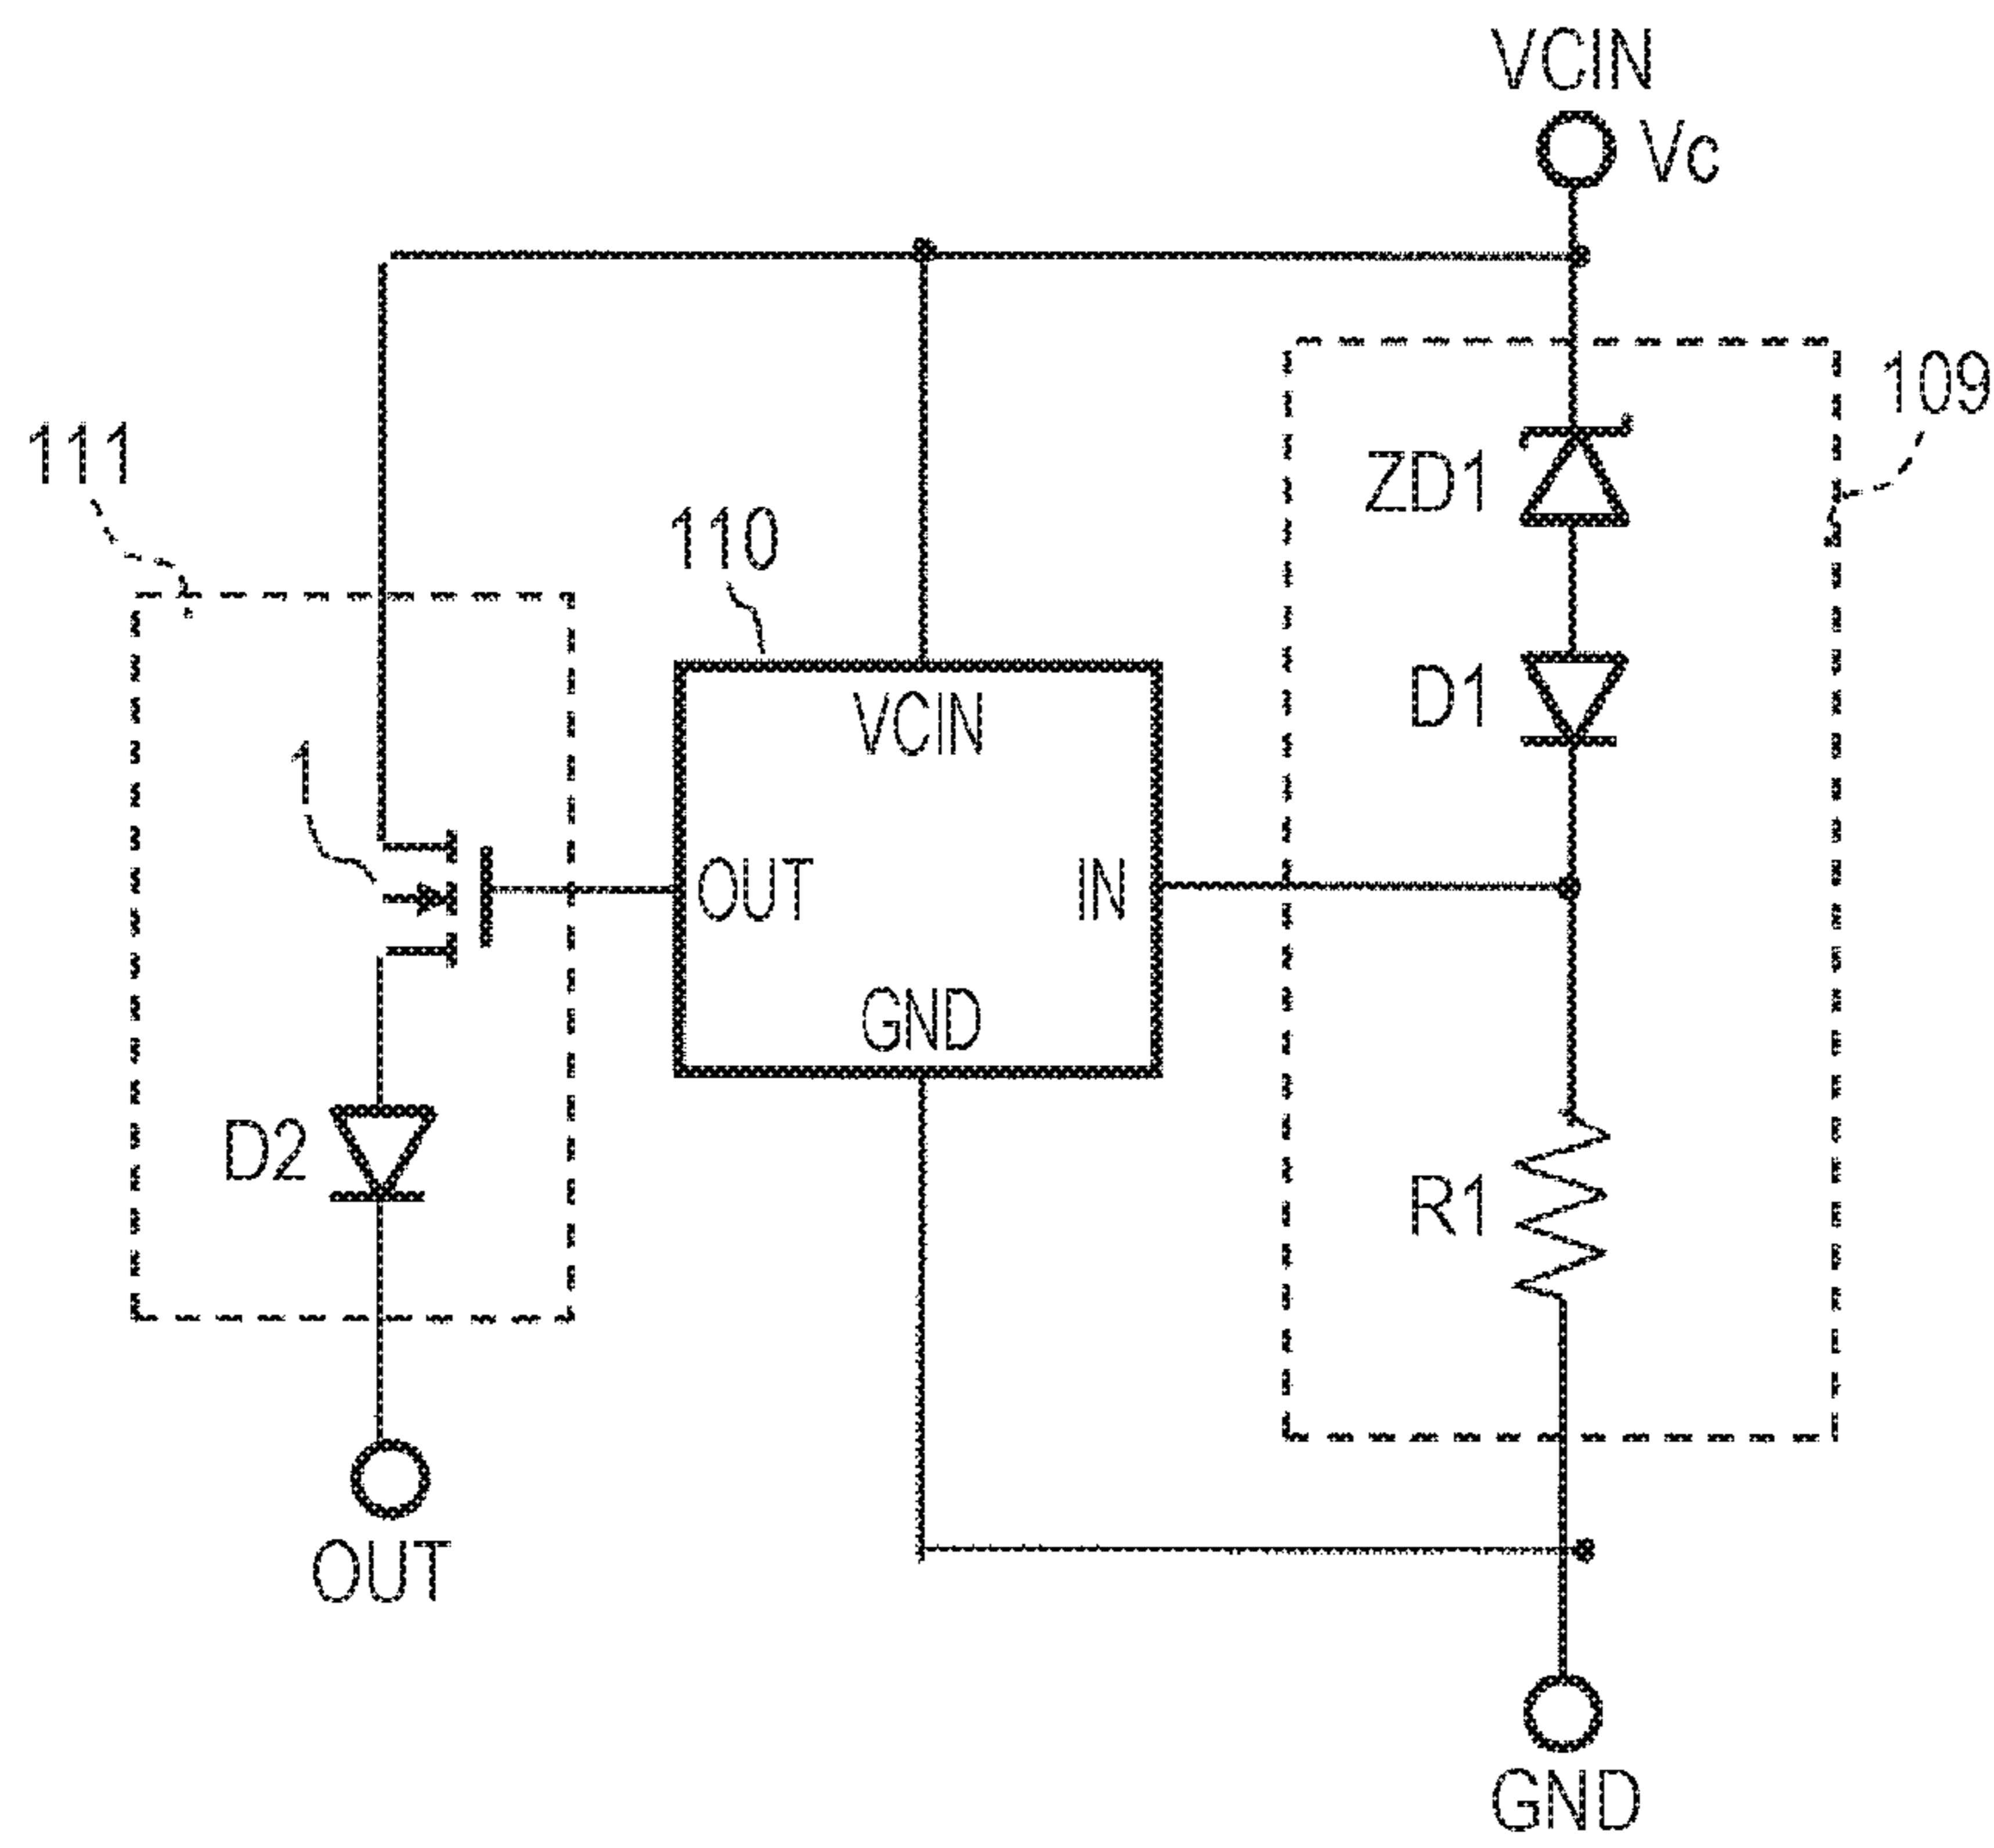 VCIN
Vc
109
111
ZD1
110
D1
VCIN
1
OUT
IN
GND
D2
R1
OUT
GND